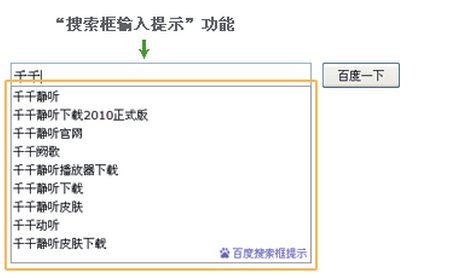 “搜索框输入提示”功能
千千
百度一下
千千静听
千千静听下载2010正式版
千千静听官网
千千阙歌
千千静听播放器下载
千千静听下载
千千静听皮肤
千千动听
千千静听皮肤下载
百度搜索框提示